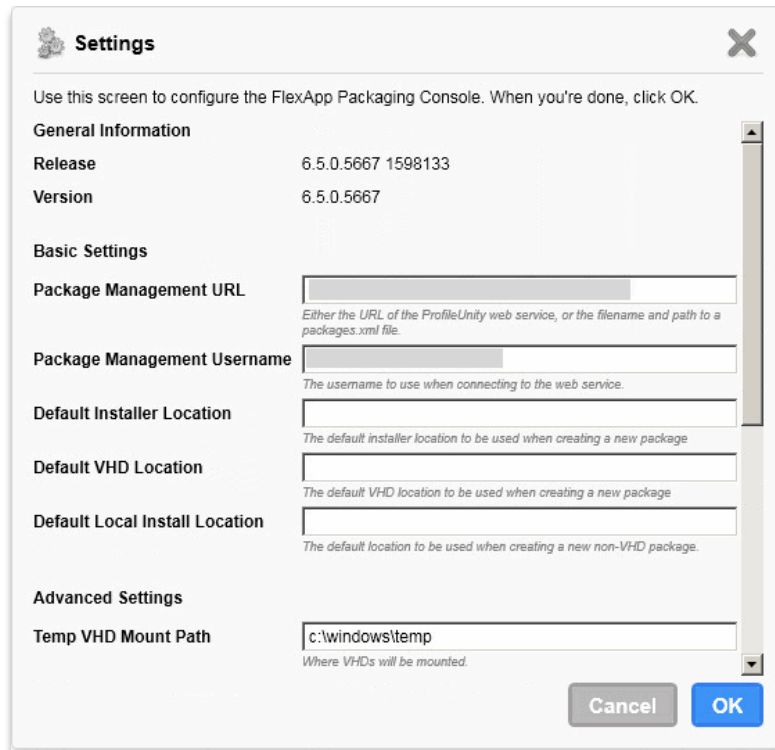 Settings
Use this screen to configure the FlexApp Packaging Console. When you're done, click OK.
General Information
Release 6.5.0.5667 1598133
Version 6.5.0.5667
Basic Settings
Package Management URL
Either the URL of the ProfileUnity web service, or the filename and path to a
packages.xml file.
Package Management Username
The username to use when connecting to the web service.
Default Installer Location
The default installer location to be used when creating a new package
Default VHD Location
The default VHD location to be used when creating a new package
Default Local Install Location
The default location to be used when creating a new non-VHD package.
Advanced Settings
Temp VHD Mount Path c:\windows\temp
Where VHDs will be mounted.
Cancel OK